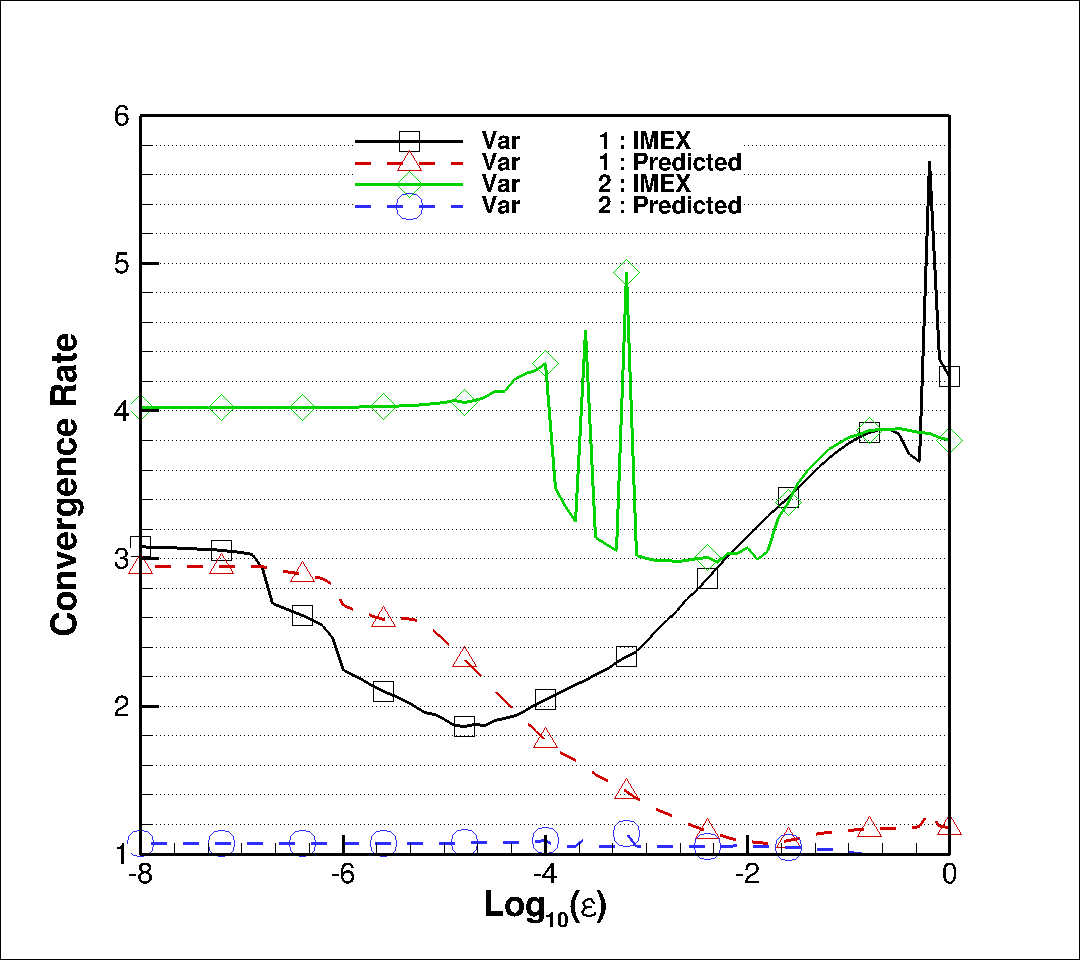 6
Var 1 : IMEX
Var 1 : Predicted
Var 2 : IMEX
Var 2 : Predicted
5
4
3
2
1
Convergence Rate
-8 -6 -4 -2 0
Log10(ε)